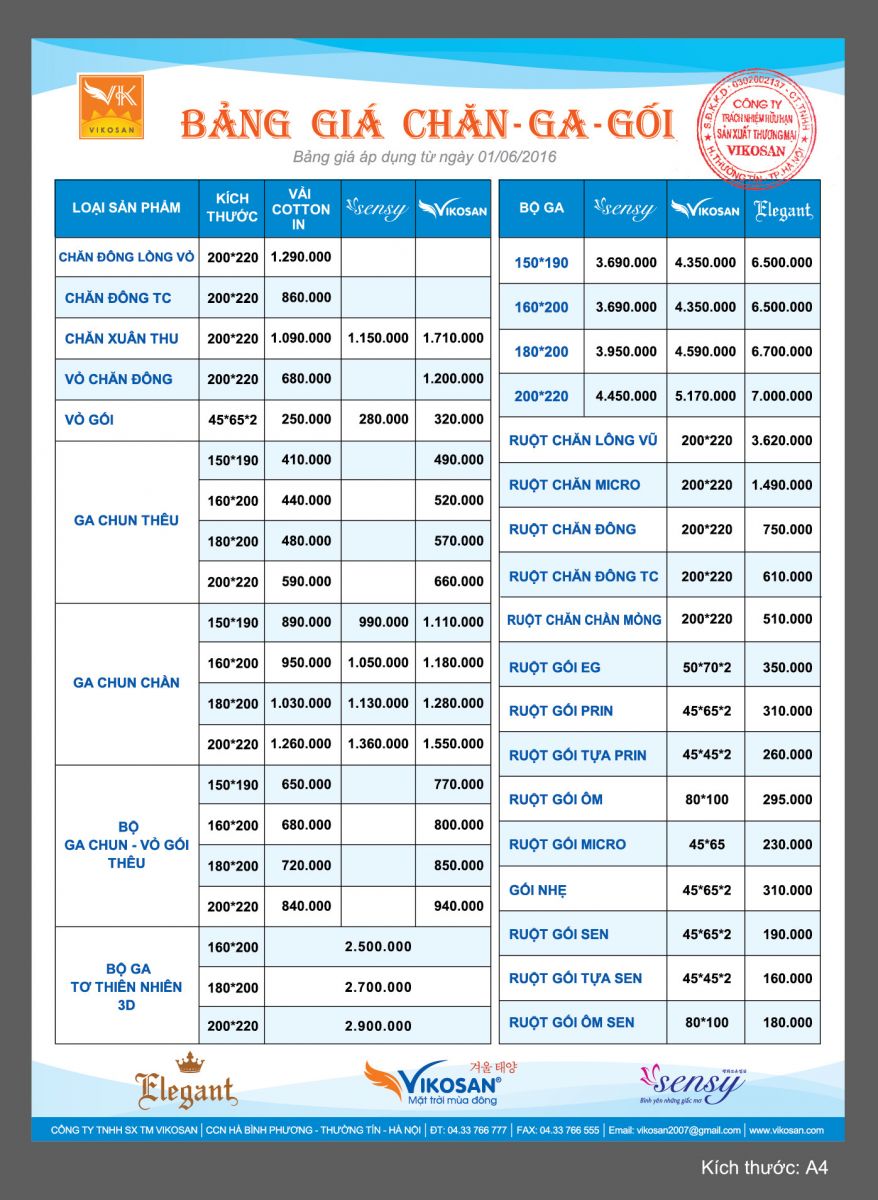 VK
VIKOSAN
BẢNG GIÁ CHĂN-GA-GỐI
Bảng giá áp dụng từ ngày 01/06/2016
S.Đ.K.K.D - 0302002137 - C.T.TNHH
CÔNG TY
TRÁCH NHIỆM HỮU HẠN
SẢN XUẤT THƯƠNG MẠI
VIKOSAN
H.THƯỜNG TÍN - TP.HÀ NỘI
LOẠI SẢN PHẨM KÍCH THƯỚC VẢI COTTON IN Sensy VIKOSAN
CHĂN ĐÔNG LÒNG VỎ 200*220 1.290.000
CHĂN ĐÔNG TC 200*220 860.000
CHĂN XUÂN THU 200*220 1.090.000 1.150.000 1.710.000
VỎ CHĂN ĐÔNG 200*220 680.000 1.200.000
VỎ GỐI 45*65*2 250.000 280.000 320.000
GA CHUN THÊU
150*190 410.000 490.000
160*200 440.000 520.000
180*200 480.000 570.000
200*220 590.000 660.000
GA CHUN CHẦN
150*190 890.000 990.000 1.110.000
160*200 950.000 1.050.000 1.180.000
180*200 1.030.000 1.130.000 1.280.000
200*220 1.260.000 1.360.000 1.550.000
BỘ
GA CHUN - VỎ GỐI
THÊU
150*190 650.000 770.000
160*200 680.000 800.000
180*200 720.000 850.000
200*220 840.000 940.000
BỘ GA
TƠ THIÊN NHIÊN
3D
160*200 2.500.000
180*200 2.700.000
200*220 2.900.000
BỘ GA Sensy VIKOSAN Elegant
150*190 3.690.000 4.350.000 6.500.000
160*200 3.690.000 4.350.000 6.500.000
180*200 3.950.000 4.590.000 6.700.000
200*220 4.450.000 5.170.000 7.000.000
RUỘT CHĂN LÔNG VŨ 200*220 3.620.000
RUỘT CHĂN MICRO 200*220 1.490.000
RUỘT CHĂN ĐÔNG 200*220 750.000
RUỘT CHĂN ĐÔNG TC 200*220 610.000
RUỘT CHĂN CHẦN MỎNG 200*220 510.000
RUỘT GỐI EG 50*70*2 350.000
RUỘT GỐI PRIN 45*65*2 310.000
RUỘT GỐI TỰA PRIN 45*45*2 260.000
RUỘT GỐI ÔM 80*100 295.000
RUỘT GỐI MICRO 45*65 230.000
GỐI NHẸ 45*65*2 310.000
RUỘT GỐI SEN 45*65*2 190.000
RUỘT GỐI TỰA SEN 45*45*2 160.000
RUỘT GỐI ÔM SEN 80*100 180.000
Elegant
겨울 태양
VIKOSAN®
Mặt trời mùa đông
Sensy
Bình yên những giấc mơ
CÔNG TY TNHH SX TM VIKOSAN | CCN HÀ BÌNH PHƯƠNG - THƯỜNG TÍN - HÀ NỘI | ĐT: 04.33 766 777 | FAX: 04.33 766 555 | Email: vikosan2007@gmail.com | www.vikosan.com
Kích thước: A4